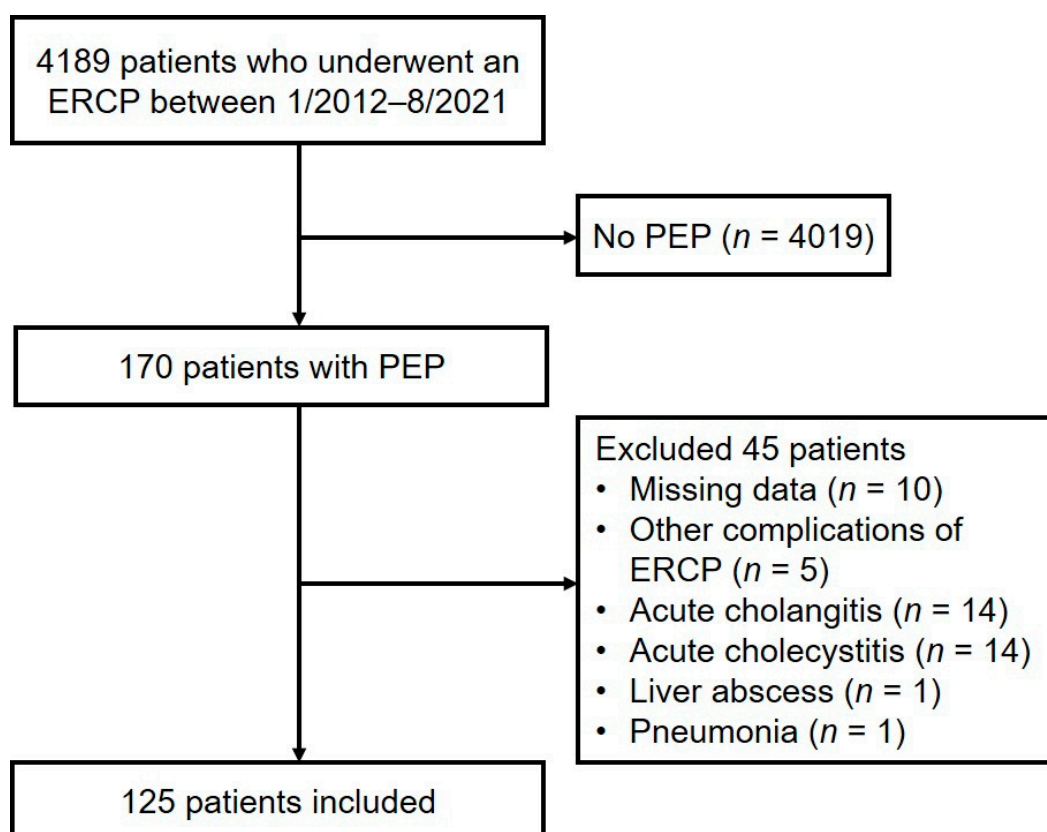 4189 patients who underwent an
ERCP between 1/2012–8/2021
No PEP (n = 4019)
170 patients with PEP
Excluded 45 patients
• Missing data (n = 10)
• Other complications of
ERCP (n = 5)
• Acute cholangitis (n = 14)
• Acute cholecystitis (n = 14)
• Liver abscess (n = 1)
• Pneumonia (n = 1)
125 patients included